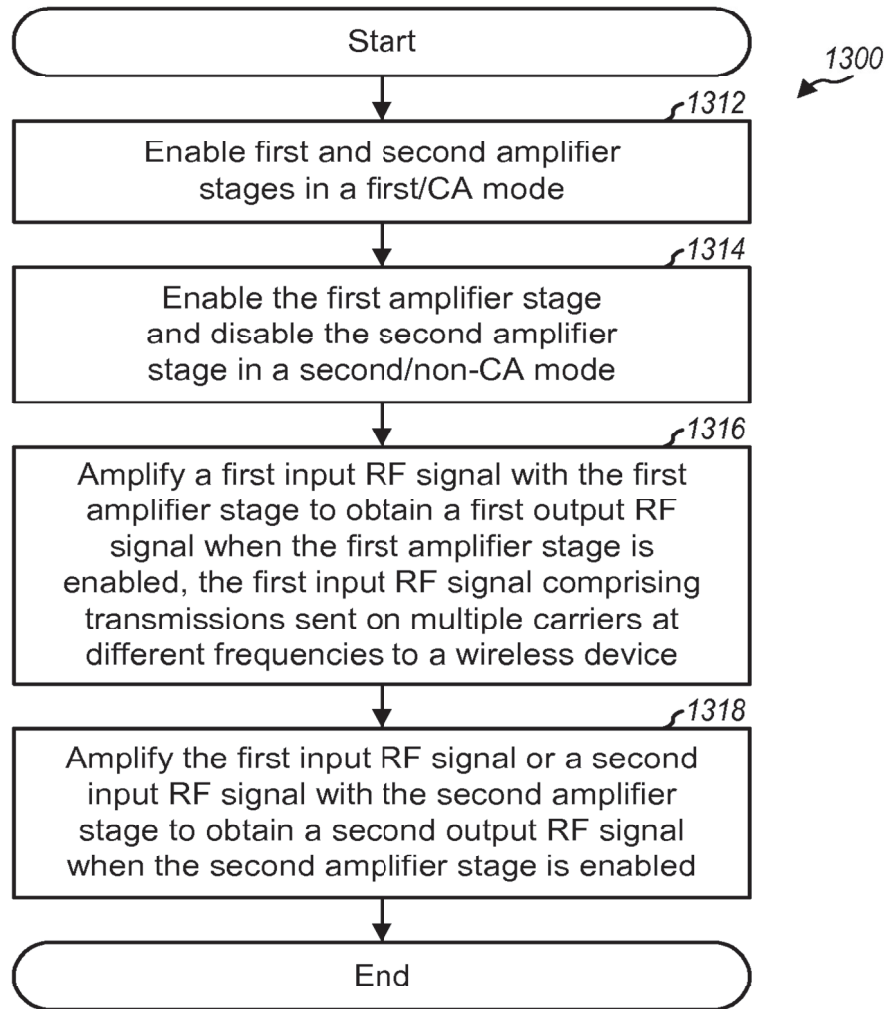 Start
1300
1312
Enable first and second amplifier
stages in a first/CA mode
1314
Enable the first amplifier stage
and disable the second amplifier
stage in a second/non-CA mode
1316
Amplify a first input RF signal with the first
amplifier stage to obtain a first output RF
signal when the first amplifier stage is
enabled, the first input RF signal comprising
transmissions sent on multiple carriers at
different frequencies to a wireless device
1318
Amplify the first input RF signal or a second
input RF signal with the second amplifier
stage to obtain a second output RF signal
when the second amplifier stage is enabled
End